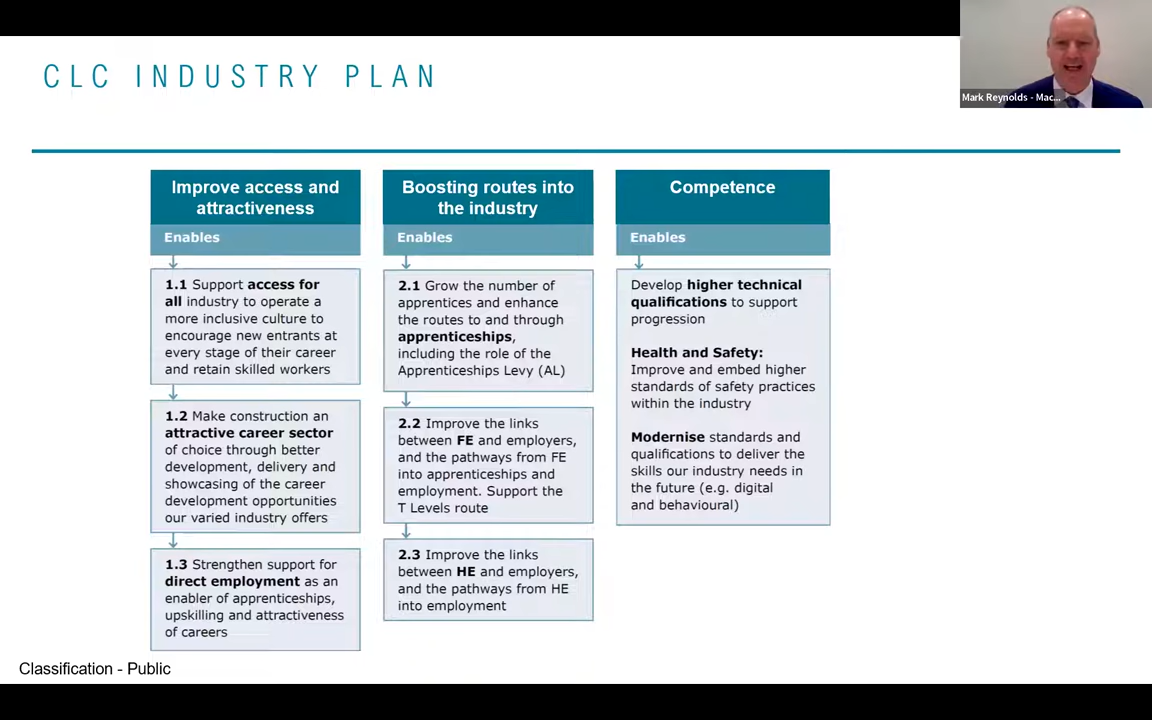 CLC INDUSTRY PLAN
Mark Reynolds - Mac...
Improve access and
attractiveness
Enables
1.1 Support access for
all industry to operate a
more inclusive culture to
encourage new entrants at
every stage of their career
and retain skilled workers
1.2 Make construction an
attractive career sector
of choice through better
development, delivery and
showcasing of the career
development opportunities
our varied industry offers
1.3 Strengthen support for
direct employment as an
enabler of apprenticeships,
upskilling and attractiveness
of careers
Boosting routes into
the industry
Enables
2.1 Grow the number of
apprentices and enhance
the routes to and through
apprenticeships,
including the role of the
Apprenticeships Levy (AL)
2.2 Improve the links
between FE and employers,
and the pathways from FE
into apprenticeships and
employment. Support the
T Levels route
2.3 Improve the links
between HE and employers,
and the pathways from HE
into employment
Competence
Enables
Develop higher technical
qualifications to support
progression
Health and Safety:
Improve and embed higher
standards of safety practices
within the industry
Modernise standards and
qualifications to deliver the
skills our industry needs in
the future (e.g. digital
and behavioural)
Classification - Public